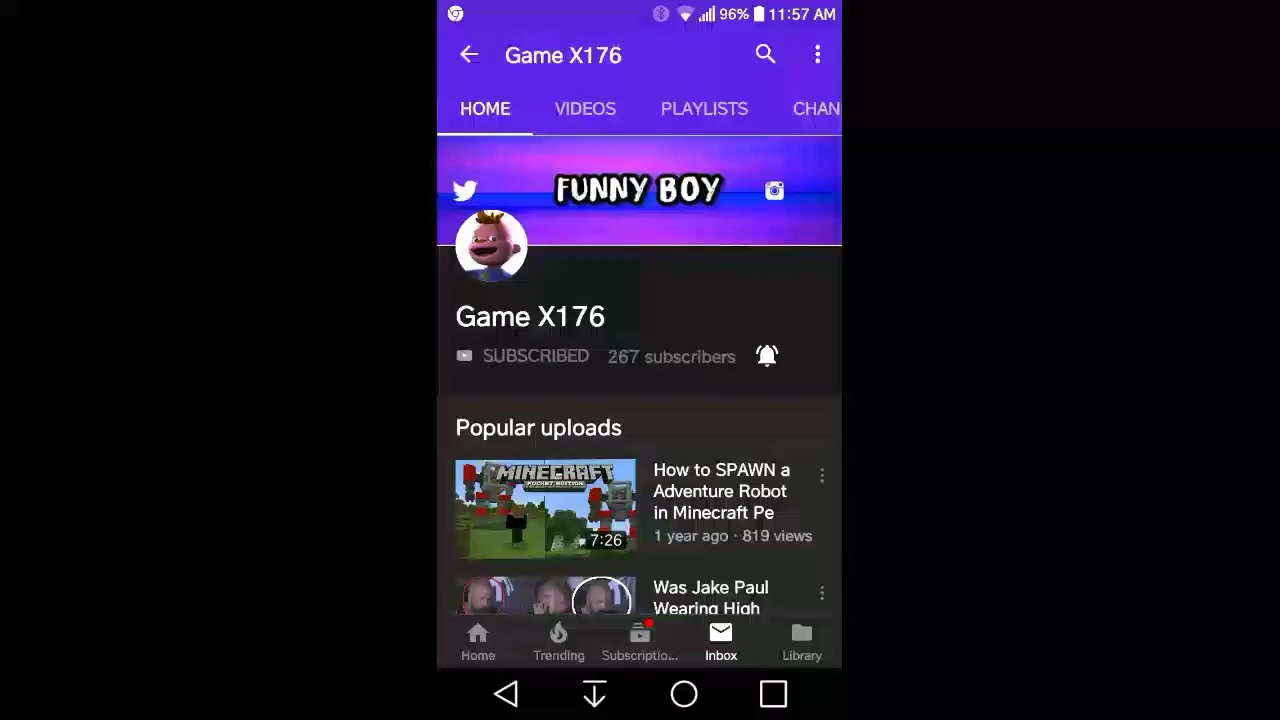 96% 11:57 AM
Game X176
HOME VIDEOS PLAYLISTS CHAN
FUNNY BOY
Game X176
SUBSCRIBED 267 subscribers
Popular uploads
MINECRAFT
POCKET EDITION
7:26
How to SPAWN a
Adventure Robot
in Minecraft Pe
1 year ago · 819 views
Was Jake Paul
Wearing High
Home Trending Subscriptio... Inbox Library